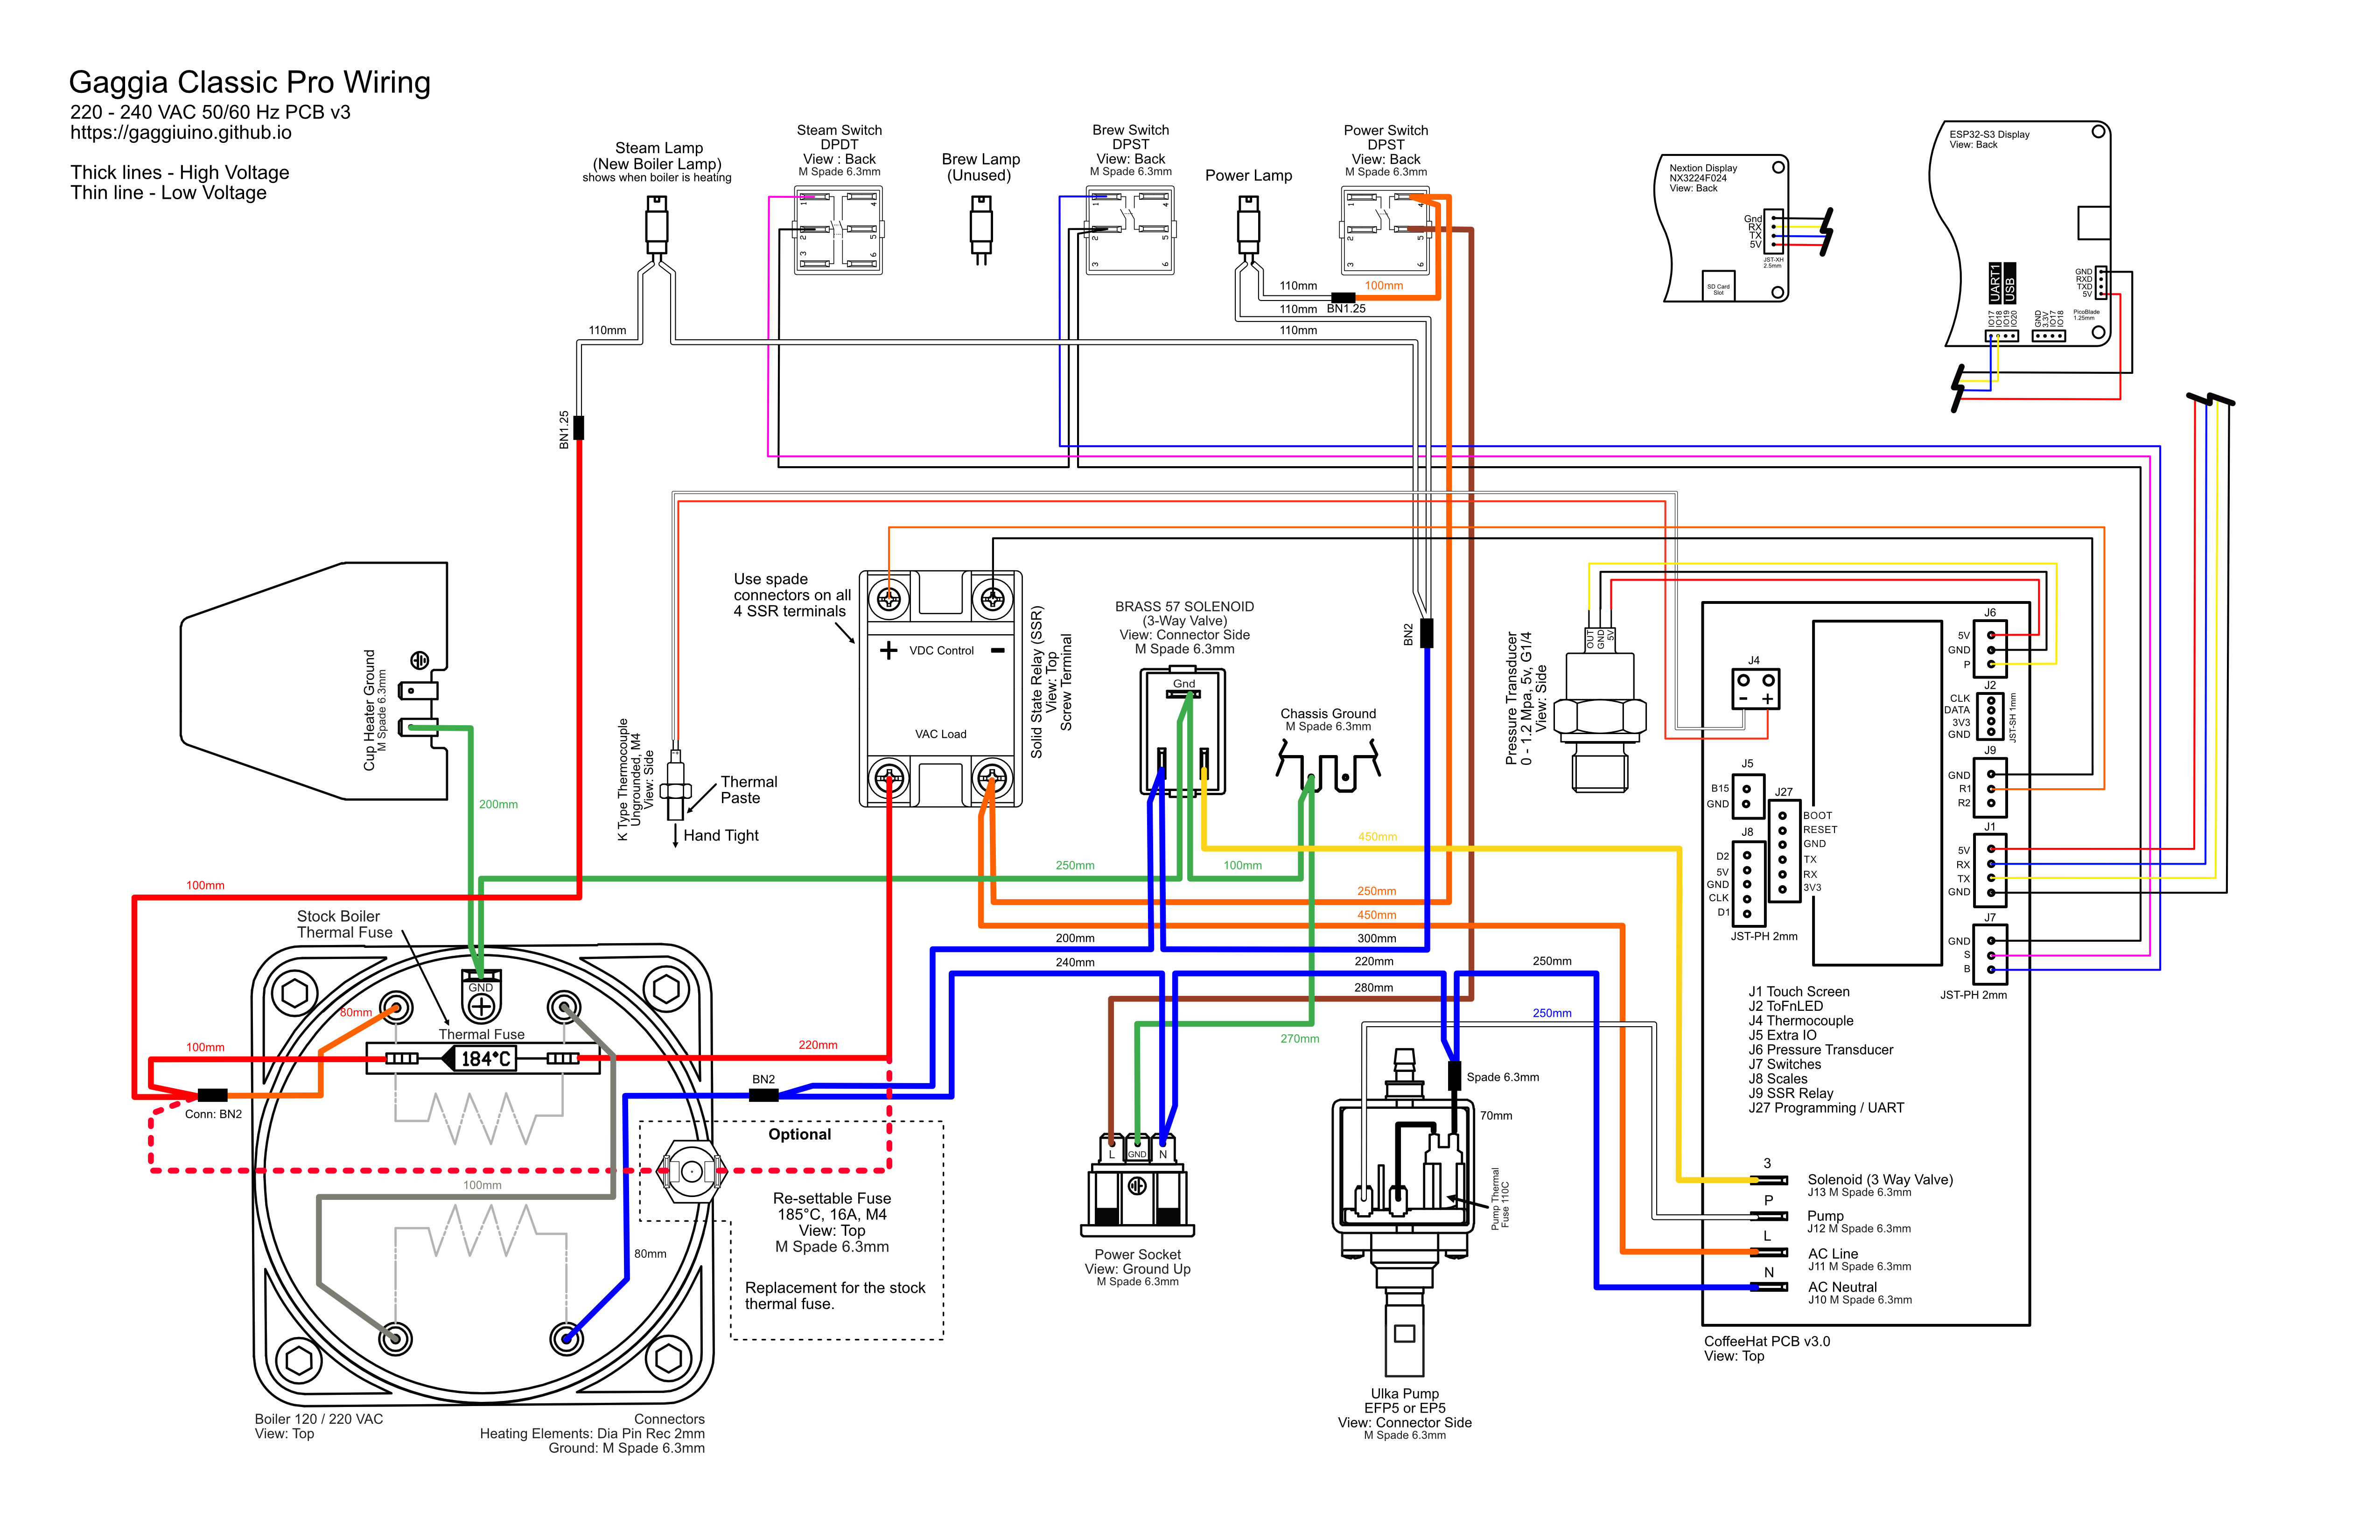 Gaggia Classic Pro Wiring
220 - 240 VAC 50/60 Hz PCB v3
https://gaggiuino.github.io
Thick lines - High Voltage
Thin line - Low Voltage
Steam Lamp
(New Boiler Lamp)
shows when boiler is heating
Steam Switch
DPDT
View : Back
M Spade 6.3mm
1
2
3
4
5
6
Brew Lamp
(Unused)
Brew Switch
DPST
View: Back
M Spade 6.3mm
1
2
3
4
5
6
Power Lamp
Power Switch
DPST
View: Back
M Spade 6.3mm
1
2
3
4
5
6
Nextion Display
NX3224F024
View: Back
Gnd
RX
TX
5V
JST-XH
2.5mm
SD Card
Slot
ESP32-S3 Display
View: Back
GND
RXD
TXD
5V
PicoBlade
1.25mm
UART1
USB
IO17
IO18
IO19
IO20
GND
3.3V
IO17
IO18
110mm
110mm
100mm
BN1.25
110mm
110mm
BN1.25
BN2
Use spade
connectors on all
4 SSR terminals
VDC Control
+
-
VAC Load
Solid State Relay (SSR)
View: Top
Screw Terminal
BRASS 57 SOLENOID
(3-Way Valve)
View: Connector Side
M Spade 6.3mm
Gnd
Chassis Ground
M Spade 6.3mm
Pressure Transducer
0 - 1.2 Mpa, 5v, G1/4
View: Side
OUT
GND
5V
Cup Heater Ground
M Spade 6.3mm
200mm
K Type Thermocouple
Ungrounded, M4
View: Side
Thermal
Paste
Hand Tight
J4
-
+
J5
B15
GND
J27
BOOT
RESET
GND
TX
RX
3V3
J8
D2
5V
GND
CLK
D1
JST-PH 2mm
J6
5V
GND
P
J2
CLK
DATA
3V3
GND
JST-SH 1mm
J9
GND
R1
R2
J1
5V
RX
TX
GND
J7
GND
S
B
JST-PH 2mm
J1 Touch Screen
J2 ToFnLED
J4 Thermocouple
J5 Extra IO
J6 Pressure Transducer
J7 Switches
J8 Scales
J9 SSR Relay
J27 Programming / UART
3
Solenoid (3 Way Valve)
J13 M Spade 6.3mm
P
Pump
J12 M Spade 6.3mm
L
AC Line
J11 M Spade 6.3mm
N
AC Neutral
J10 M Spade 6.3mm
CoffeeHat PCB v3.0
View: Top
100mm
250mm
100mm
450mm
250mm
450mm
200mm
300mm
240mm
220mm
250mm
280mm
250mm
270mm
Stock Boiler
Thermal Fuse
GND
80mm
Thermal Fuse
184°C
100mm
220mm
Conn: BN2
BN2
100mm
80mm
Optional
Re-settable Fuse
185°C, 16A, M4
View: Top
M Spade 6.3mm
Replacement for the stock
thermal fuse.
Boiler 120 / 220 VAC
View: Top
Connectors
Heating Elements: Dia Pin Rec 2mm
Ground: M Spade 6.3mm
L
GND
N
Power Socket
View: Ground Up
M Spade 6.3mm
Spade 6.3mm
70mm
Pump Thermal
Fuse 110C
Ulka Pump
EFP5 or EP5
View: Connector Side
M Spade 6.3mm